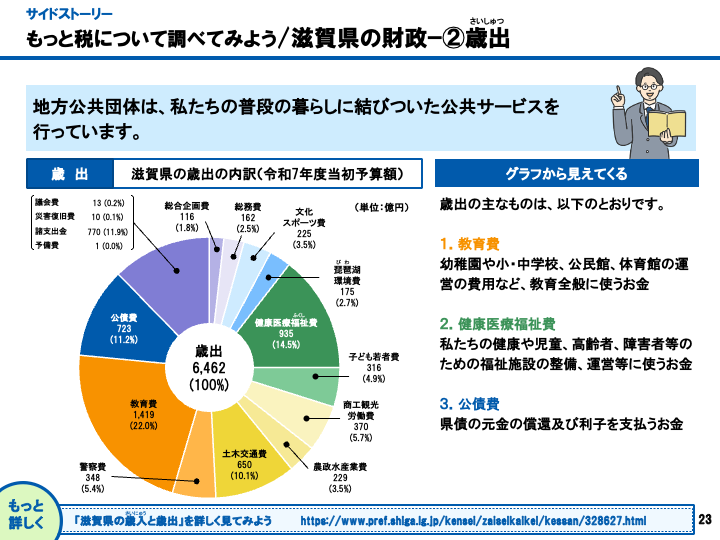 サイドストーリー
もっと税について調べてみよう/滋賀県の財政-②歳出
さいしゅつ
地方公共団体は、私たちの普段の暮らしに結びついた公共サービスを
行っています。
歳 出
滋賀県の歳出の内訳(令和7年度当初予算額)
(単位:億円)
議会費 13 (0.2%)
災害復旧費 10 (0.1%)
諸支出金 770 (11.9%)
予備費 1 (0.0%)
総合企画費
116
(1.8%)
総務費
162
(2.5%)
文化
スポーツ費
225
(3.5%)
びわ
琵琶湖
環境費
175
(2.7%)
ふくし
健康医療福祉費
935
(14.5%)
子ども若者費
316
(4.9%)
商工観光
労働費
370
(5.7%)
農政水産業費
229
(3.5%)
土木交通費
650
(10.1%)
警察費
348
(5.4%)
教育費
1,419
(22.0%)
公債費
723
(11.2%)
歳出
6,462
(100%)
グラフから見えてくる
歳出の主なものは、以下のとおりです。
1. 教育費
幼稚園や小・中学校、公民館、体育館の運
営の費用など、教育全般に使うお金
2. 健康医療福祉費
私たちの健康や児童、高齢者、障害者等の
ための福祉施設の整備、運営等に使うお金
3. 公債費
県債の元金の償還及び利子を支払うお金
もっと
詳しく
さいにゅう
「滋賀県の歳入と歳出」を詳しく見てみよう https://www.pref.shiga.lg.jp/kensei/zaiseikaikei/kessan/328627.html
23